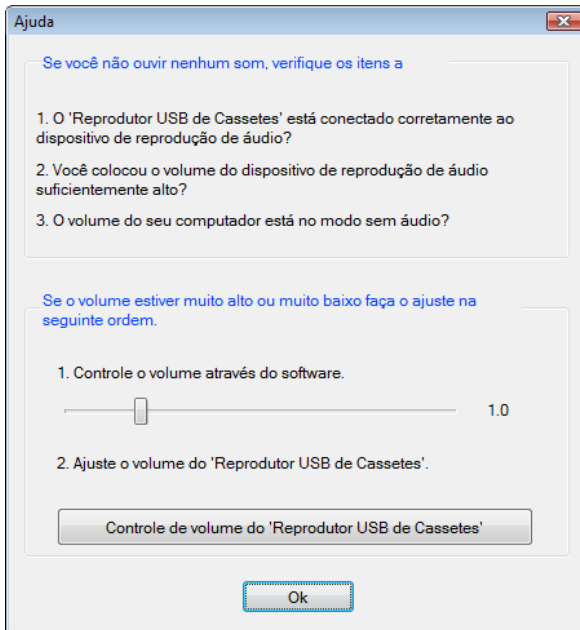 Ajuda
Se você não ouvir nenhum som, verifique os itens a
1. O 'Reprodutor USB de Cassetes' está conectado corretamente ao
dispositivo de reprodução de áudio?
2. Você colocou o volume do dispositivo de reprodução de áudio
suficientemente alto?
3. O volume do seu computador está no modo sem áudio?
Se o volume estiver muito alto ou muito baixo faça o ajuste na
seguinte ordem.
1. Controle o volume através do software.
1.0
2. Ajuste o volume do 'Reprodutor USB de Cassetes'.
Controle de volume do 'Reprodutor USB de Cassetes'
Ok